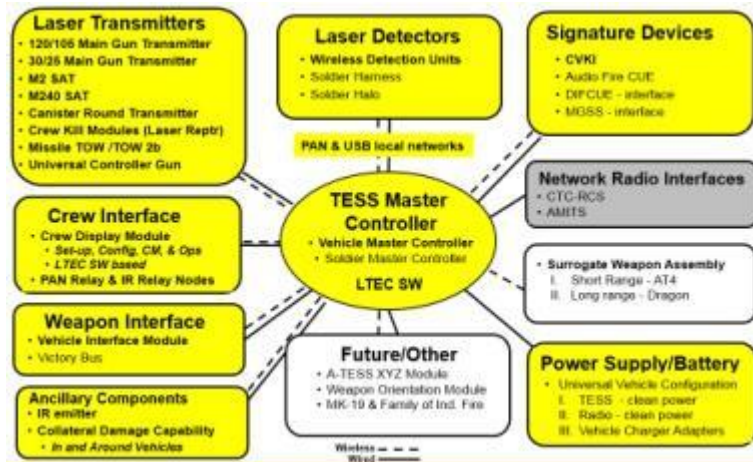 Laser Transmitters
• 120/105 Main Gun Transmitter
• 30/25 Main Gun Transmitter
• M2 SAT
• M240 SAT
• Canister Round Transmitter
• Crew Kill Modules (Laser Reptr)
• Missile TOW /TOW 2b
• Universal Controller Gun
Laser Detectors
• Wireless Detection Units
• Soldier Harness
• Soldier Halo
Signature Devices
• CVKI
• Audio Fire CUE
• DIFCUE - interface
• MGSS - interface
PAN & USB local networks
TESS Master
Controller
• Vehicle Master Controller
• Soldier Master Controller
LTEC SW
Network Radio Interfaces
• CTC-RCS
• AMITS
Crew Interface
• Crew Display Module
• Set-up, Config, CM, & Ops
• LTEC SW based
• PAN Relay & IR Relay Nodes
• Surrogate Weapon Assembly
I. Short Range - AT4
II. Long range - Dragon
Weapon Interface
• Vehicle Interface Module
• Victory Bus
Future/Other
• A-TESS XYZ Module
• Weapon Orientation Module
• MK-19 & Family of Ind. Fire
Power Supply/Battery
• Universal Vehicle Configuration
I. TESS - clean power
II. Radio - clean power
III. Vehicle Charger Adapters
Ancillary Components
• IR emitter
• Collateral Damage Capability
• In and Around Vehicles
Wireless
Wired